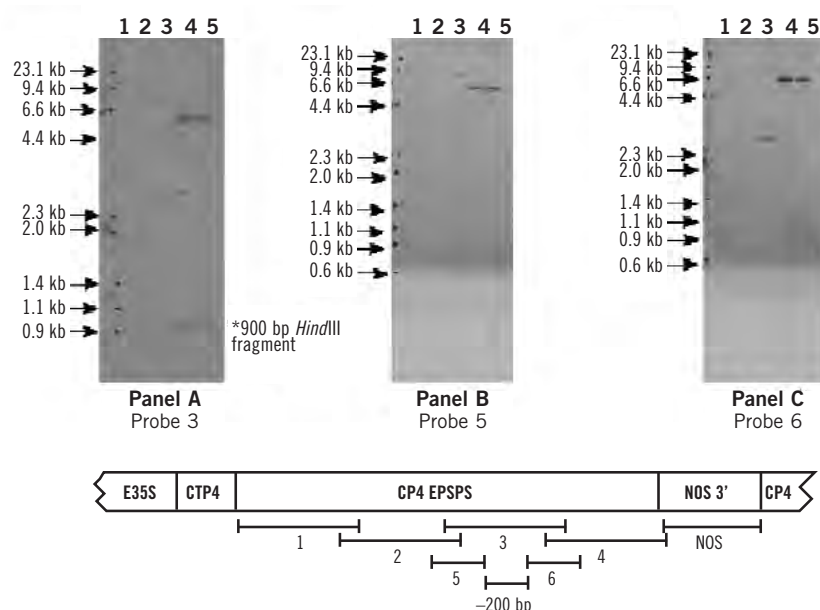 1 2 3 4 5
23.1 kb
9.4 kb
6.6 kb
4.4 kb
2.3 kb
2.0 kb
1.4 kb
1.1 kb
0.9 kb
*900 bp HindIII
fragment
Panel A
Probe 3
1 2 3 4 5
23.1 kb
9.4 kb
6.6 kb
4.4 kb
2.3 kb
2.0 kb
1.4 kb
1.1 kb
0.9 kb
0.6 kb
Panel B
Probe 5
1 2 3 4 5
23.1 kb
9.4 kb
6.6 kb
4.4 kb
2.3 kb
2.0 kb
1.4 kb
1.1 kb
0.9 kb
0.6 kb
Panel C
Probe 6
E35S CTP4 CP4 EPSPS NOS 3' CP4
1 2 3 4 NOS
5 6
–200 bp